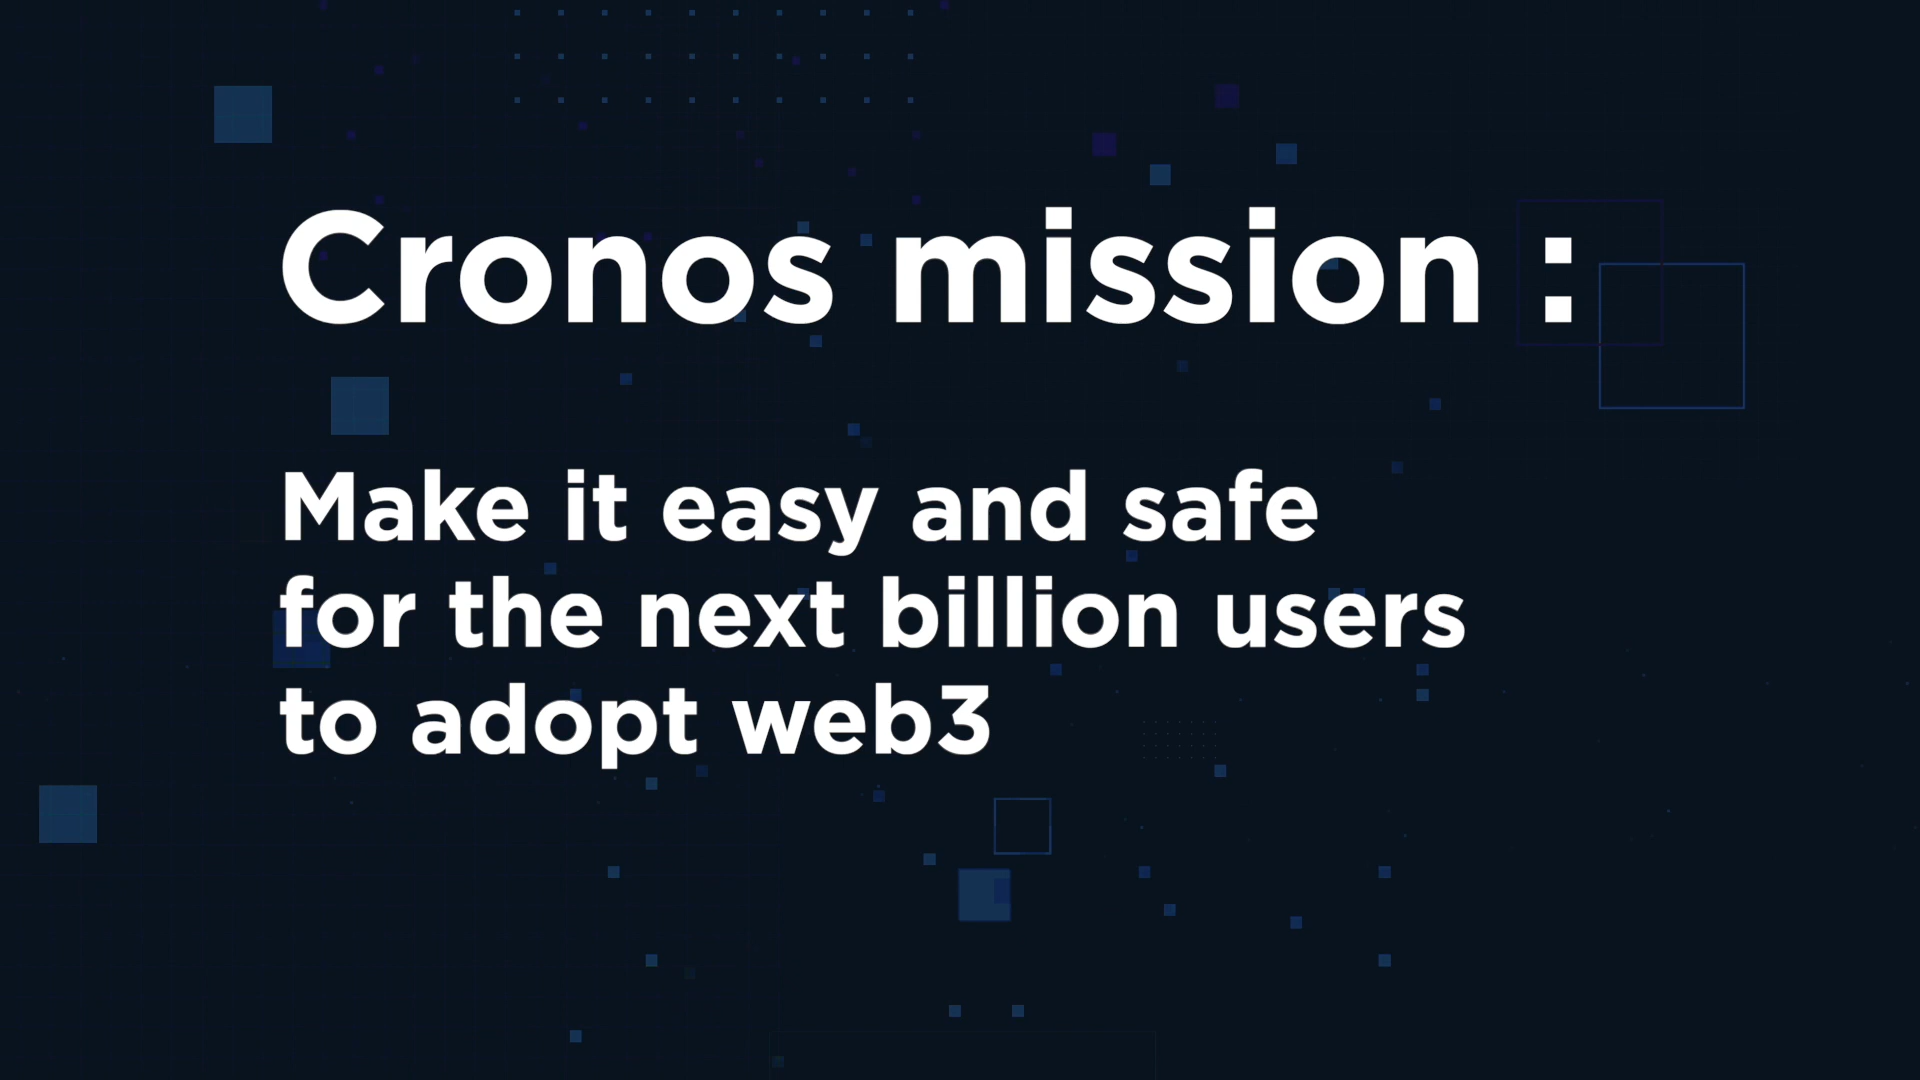 Cronos mission :
Make it easy and safe
for the next billion users
to adopt web3